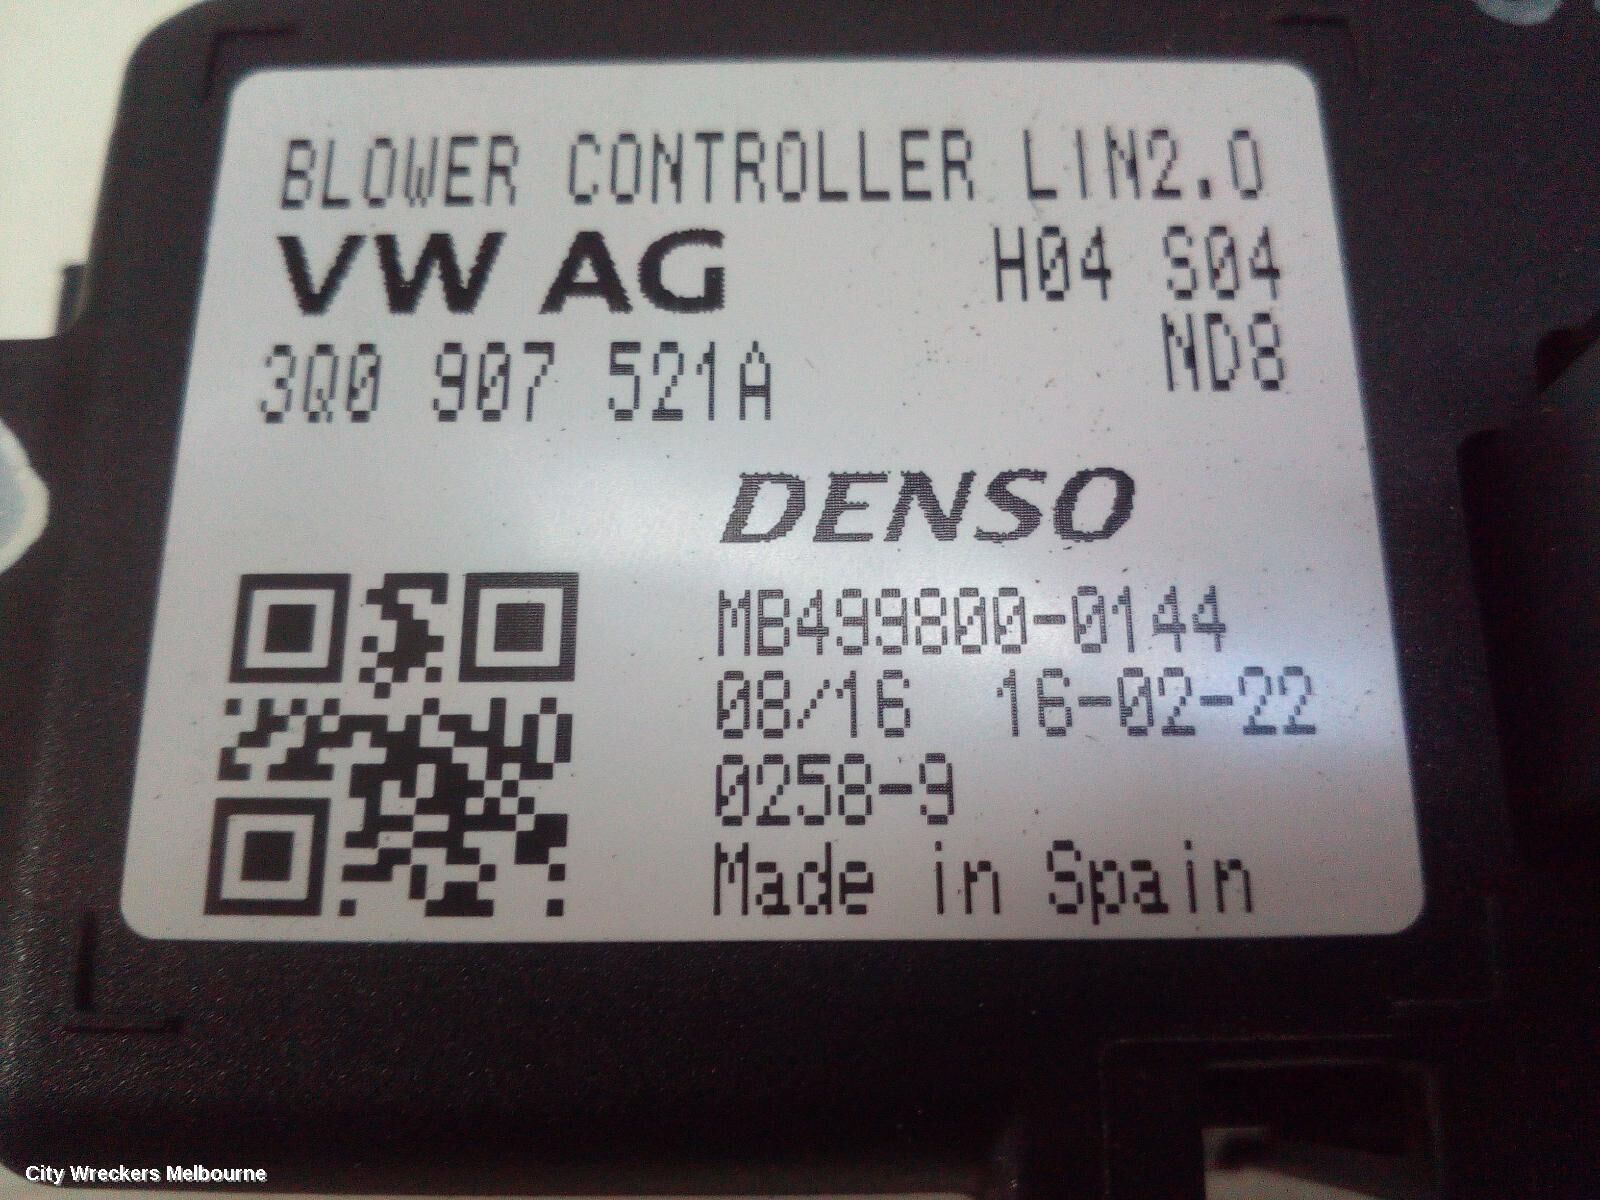 BLOWER CONTROLLER LIN2.0
VW AG H04 S04
ND8
3Q0 907 521A
DENSO
MB499800-0144
08/16 16-02-22
0258-9
Made in Spain
City Wreckers Melbourne